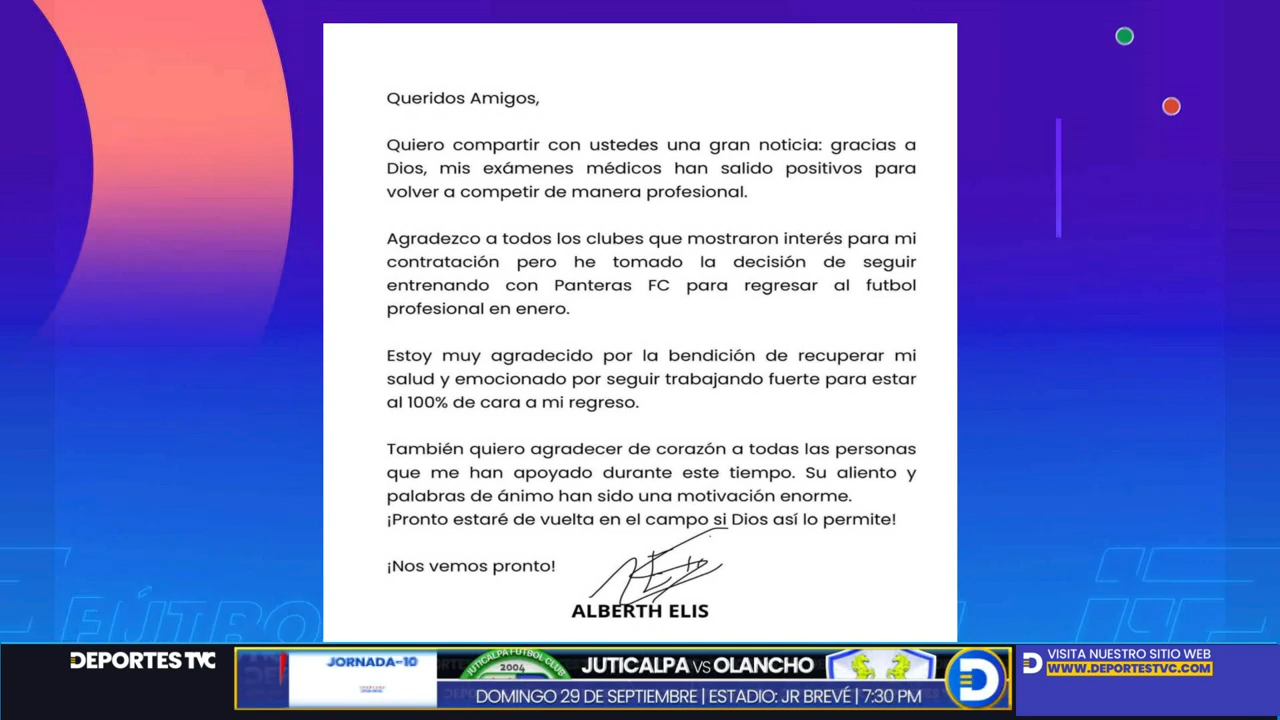 Queridos Amigos,
Quiero compartir con ustedes una gran noticia: gracias a
Dios, mis exámenes médicos han salido positivos para
volver a competir de manera profesional.
Agradezco a todos los clubes que mostraron interés para mi
contratación pero he tomado la decisión de seguir
entrenando con Panteras FC para regresar al futbol
profesional en enero.
Estoy muy agradecido por la bendición de recuperar mi
salud y emocionado por seguir trabajando fuerte para estar
al 100% de cara a mi regreso.
También quiero agradecer de corazón a todas las personas
que me han apoyado durante este tiempo. Su aliento y
palabras de ánimo han sido una motivación enorme.
¡Pronto estaré de vuelta en el campo si Dios así lo permite!
¡Nos vemos pronto!
ALBERTH ELIS
FÚTBO
DEPORTES TVC
JORNADA-10
JUTICALPA FUTBOL CLUB
2004
JUTICALPA VS OLANCHO
DOMINGO 29 DE SEPTIEMBRE | ESTADIO: JR BREVÉ | 7:30 PM
VISITA NUESTRO SITIO WEB
WWW.DEPORTESTVC.COM